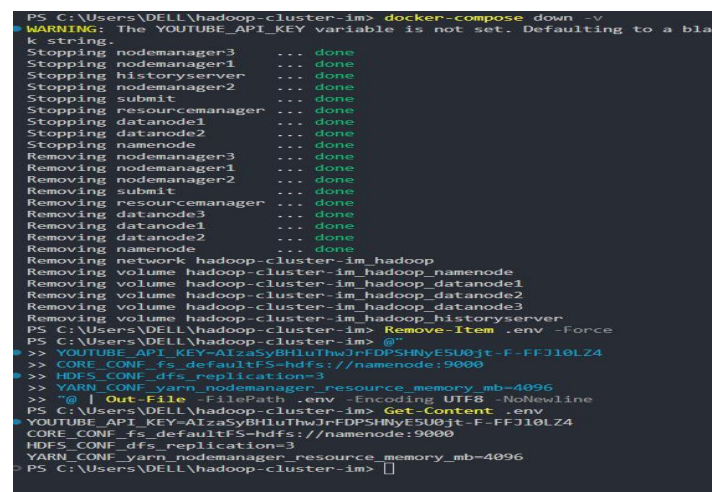 PS C:\Users\DELL\hadoop-cluster-im> docker-compose down -v
WARNING: The YOUTUBE_API_KEY variable is not set. Defaulting to a bla
k string.
Stopping nodemanager3 ... done
Stopping nodemanager1 ... done
Stopping historyserver ... done
Stopping nodemanager2 ... done
Stopping submit ... done
Stopping resourcemanager ... done
Stopping datanode1 ... done
Stopping datanode2 ... done
Stopping namenode ... done
Removing nodemanager3 ... done
Removing nodemanager1 ... done
Removing nodemanager2 ... done
Removing submit ... done
Removing resourcemanager ... done
Removing datanode3 ... done
Removing datanode1 ... done
Removing datanode2 ... done
Removing namenode ... done
Removing network hadoop-cluster-im_hadoop
Removing volume hadoop-cluster-im_hadoop_namenode
Removing volume hadoop-cluster-im_hadoop_datanode1
Removing volume hadoop-cluster-im_hadoop_datanode2
Removing volume hadoop-cluster-im_hadoop_datanode3
Removing volume hadoop-cluster-im_hadoop_historyserver
PS C:\Users\DELL\hadoop-cluster-im> Remove-Item .env -Force
PS C:\Users\DELL\hadoop-cluster-im> @"
>> YOUTUBE_API_KEY=AIzaSyBHluThwJrFDPSHNyE5U0jt-F-FFJ10LZ4
>> CORE_CONF_fs_defaultFS=hdfs://namenode:9000
>> HDFS_CONF_dfs_replication=3
>> YARN_CONF_yarn_nodemanager_resource_memory_mb=4096
>> "@ | Out-File -FilePath .env -Encoding UTF8 -NoNewline
PS C:\Users\DELL\hadoop-cluster-im> Get-Content .env
YOUTUBE_API_KEY=AIzaSyBHluThwJrFDPSHNyE5U0jt-F-FFJ10LZ4
CORE_CONF_fs_defaultFS=hdfs://namenode:9000
HDFS_CONF_dfs_replication=3
YARN_CONF_yarn_nodemanager_resource_memory_mb=4096
PS C:\Users\DELL\hadoop-cluster-im>